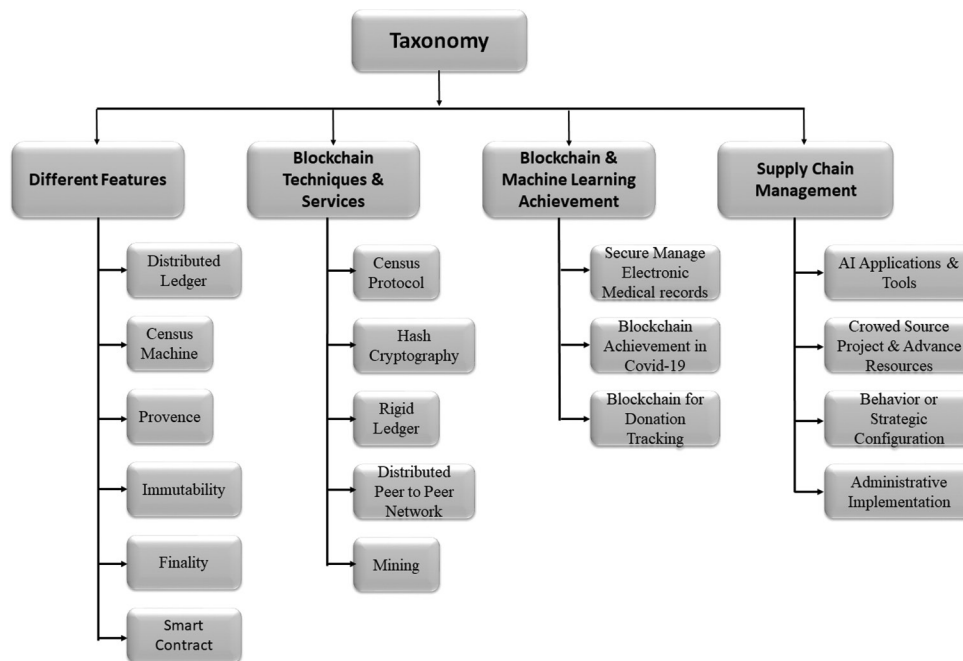 Taxonomy
Different Features
Blockchain
Techniques &
Services
Blockchain &
Machine Learning
Achievement
Supply Chain
Management
Distributed
Ledger
Census
Machine
Provence
Immutability
Finality
Smart
Contract
Census
Protocol
Hash
Cryptography
Rigid
Ledger
Distributed
Peer to Peer
Network
Mining
Secure Manage
Electronic
Medical records
Blockchain
Achievement in
Covid-19
Blockchain for
Donation
Tracking
AI Applications &
Tools
Crowed Source
Project & Advance
Resources
Behavior or
Strategic
Configuration
Administrative
Implementation